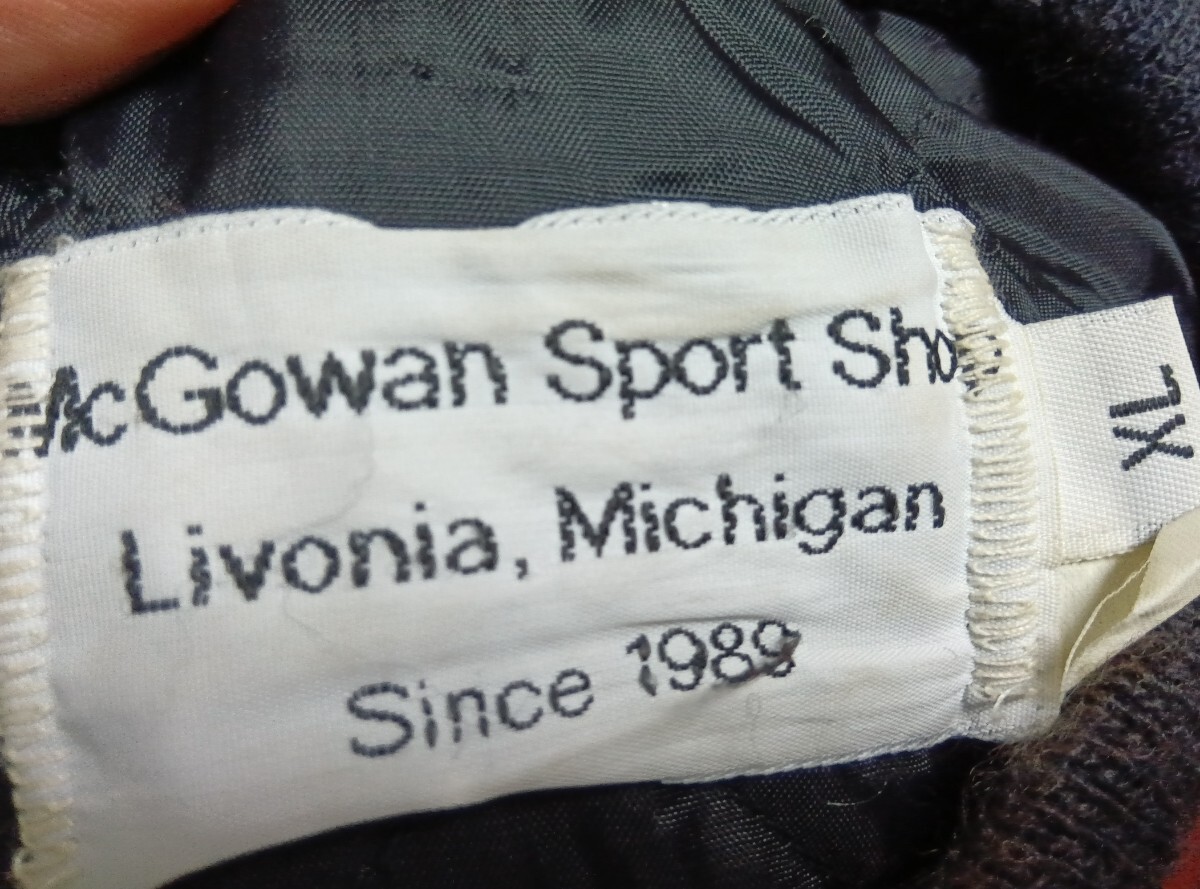 McGowan Sport Sho
Livonia, Michigan
Since 1989
XL